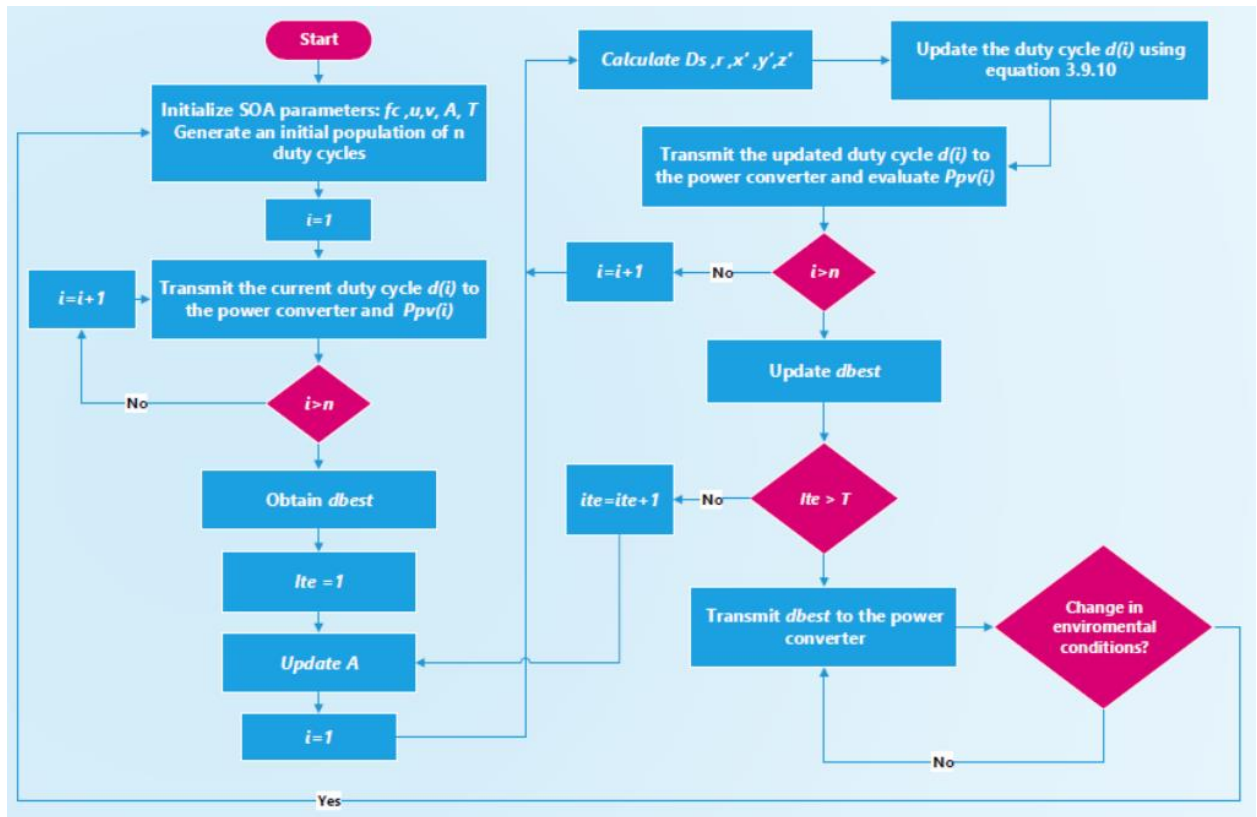 Start
Initialize SOA parameters: fc ,u,v, A, T
Generate an initial population of n
duty cycles
i=1
i=i+1
Transmit the current duty cycle d(i) to
the power converter and Ppv(i)
No
i>n
Obtain dbest
Ite =1
Update A
i=1
Calculate Ds ,r ,x' ,y',z'
Update the duty cycle d(i) using
equation 3.9.10
Transmit the updated duty cycle d(i) to
the power converter and evaluate Ppv(i)
i=i+1
No
i>n
Update dbest
ite=ite+1
No
Ite > T
Transmit dbest to the power
converter
Change in
enviromental
conditions?
No
Yes